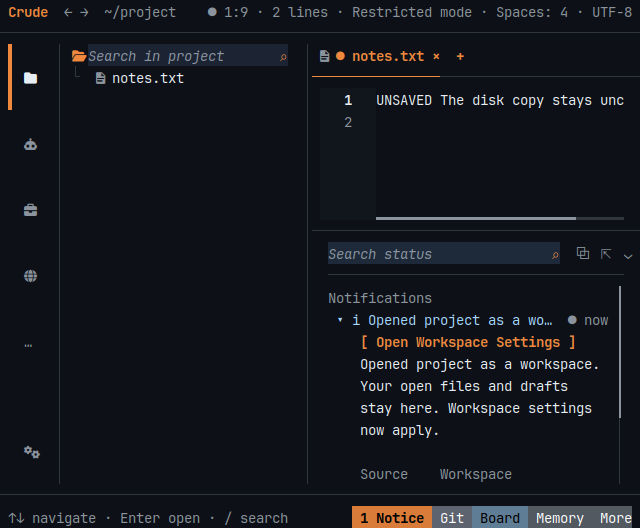 Crude ← → ~/project ● 1:9 · 2 lines · Restricted mode · Spaces: 4 · UTF-8
Search in project
notes.txt
● notes.txt × +
1 UNSAVED The disk copy stays unc
2
Search status
Notifications
▾ i Opened project as a wo… ● now
[ Open Workspace Settings ]
Opened project as a workspace.
Your open files and drafts
stay here. Workspace settings
now apply.
Source Workspace
…
↑↓ navigate · Enter open · / search
1 Notice Git Board Memory More